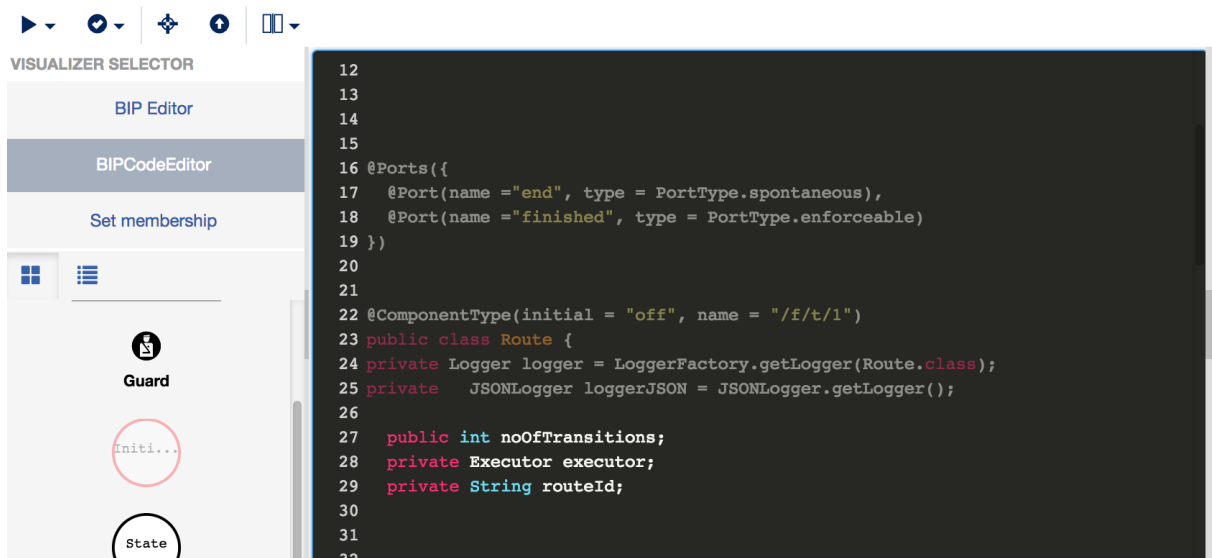 VISUALIZER SELECTOR
BIP Editor
BIPCodeEditor
Set membership
Guard
Initi...
State
12
13
14
15
16 @Ports({
17   @Port(name ="end", type = PortType.spontaneous),
18   @Port(name ="finished", type = PortType.enforceable)
19 })
20
21
22 @ComponentType(initial = "off", name = "/f/t/1")
23 public class Route {
24 private Logger logger = LoggerFactory.getLogger(Route.class);
25 private   JSONLogger loggerJSON = JSONLogger.getLogger();
26
27   public int noOfTransitions;
28   private Executor executor;
29   private String routeId;
30
31
32